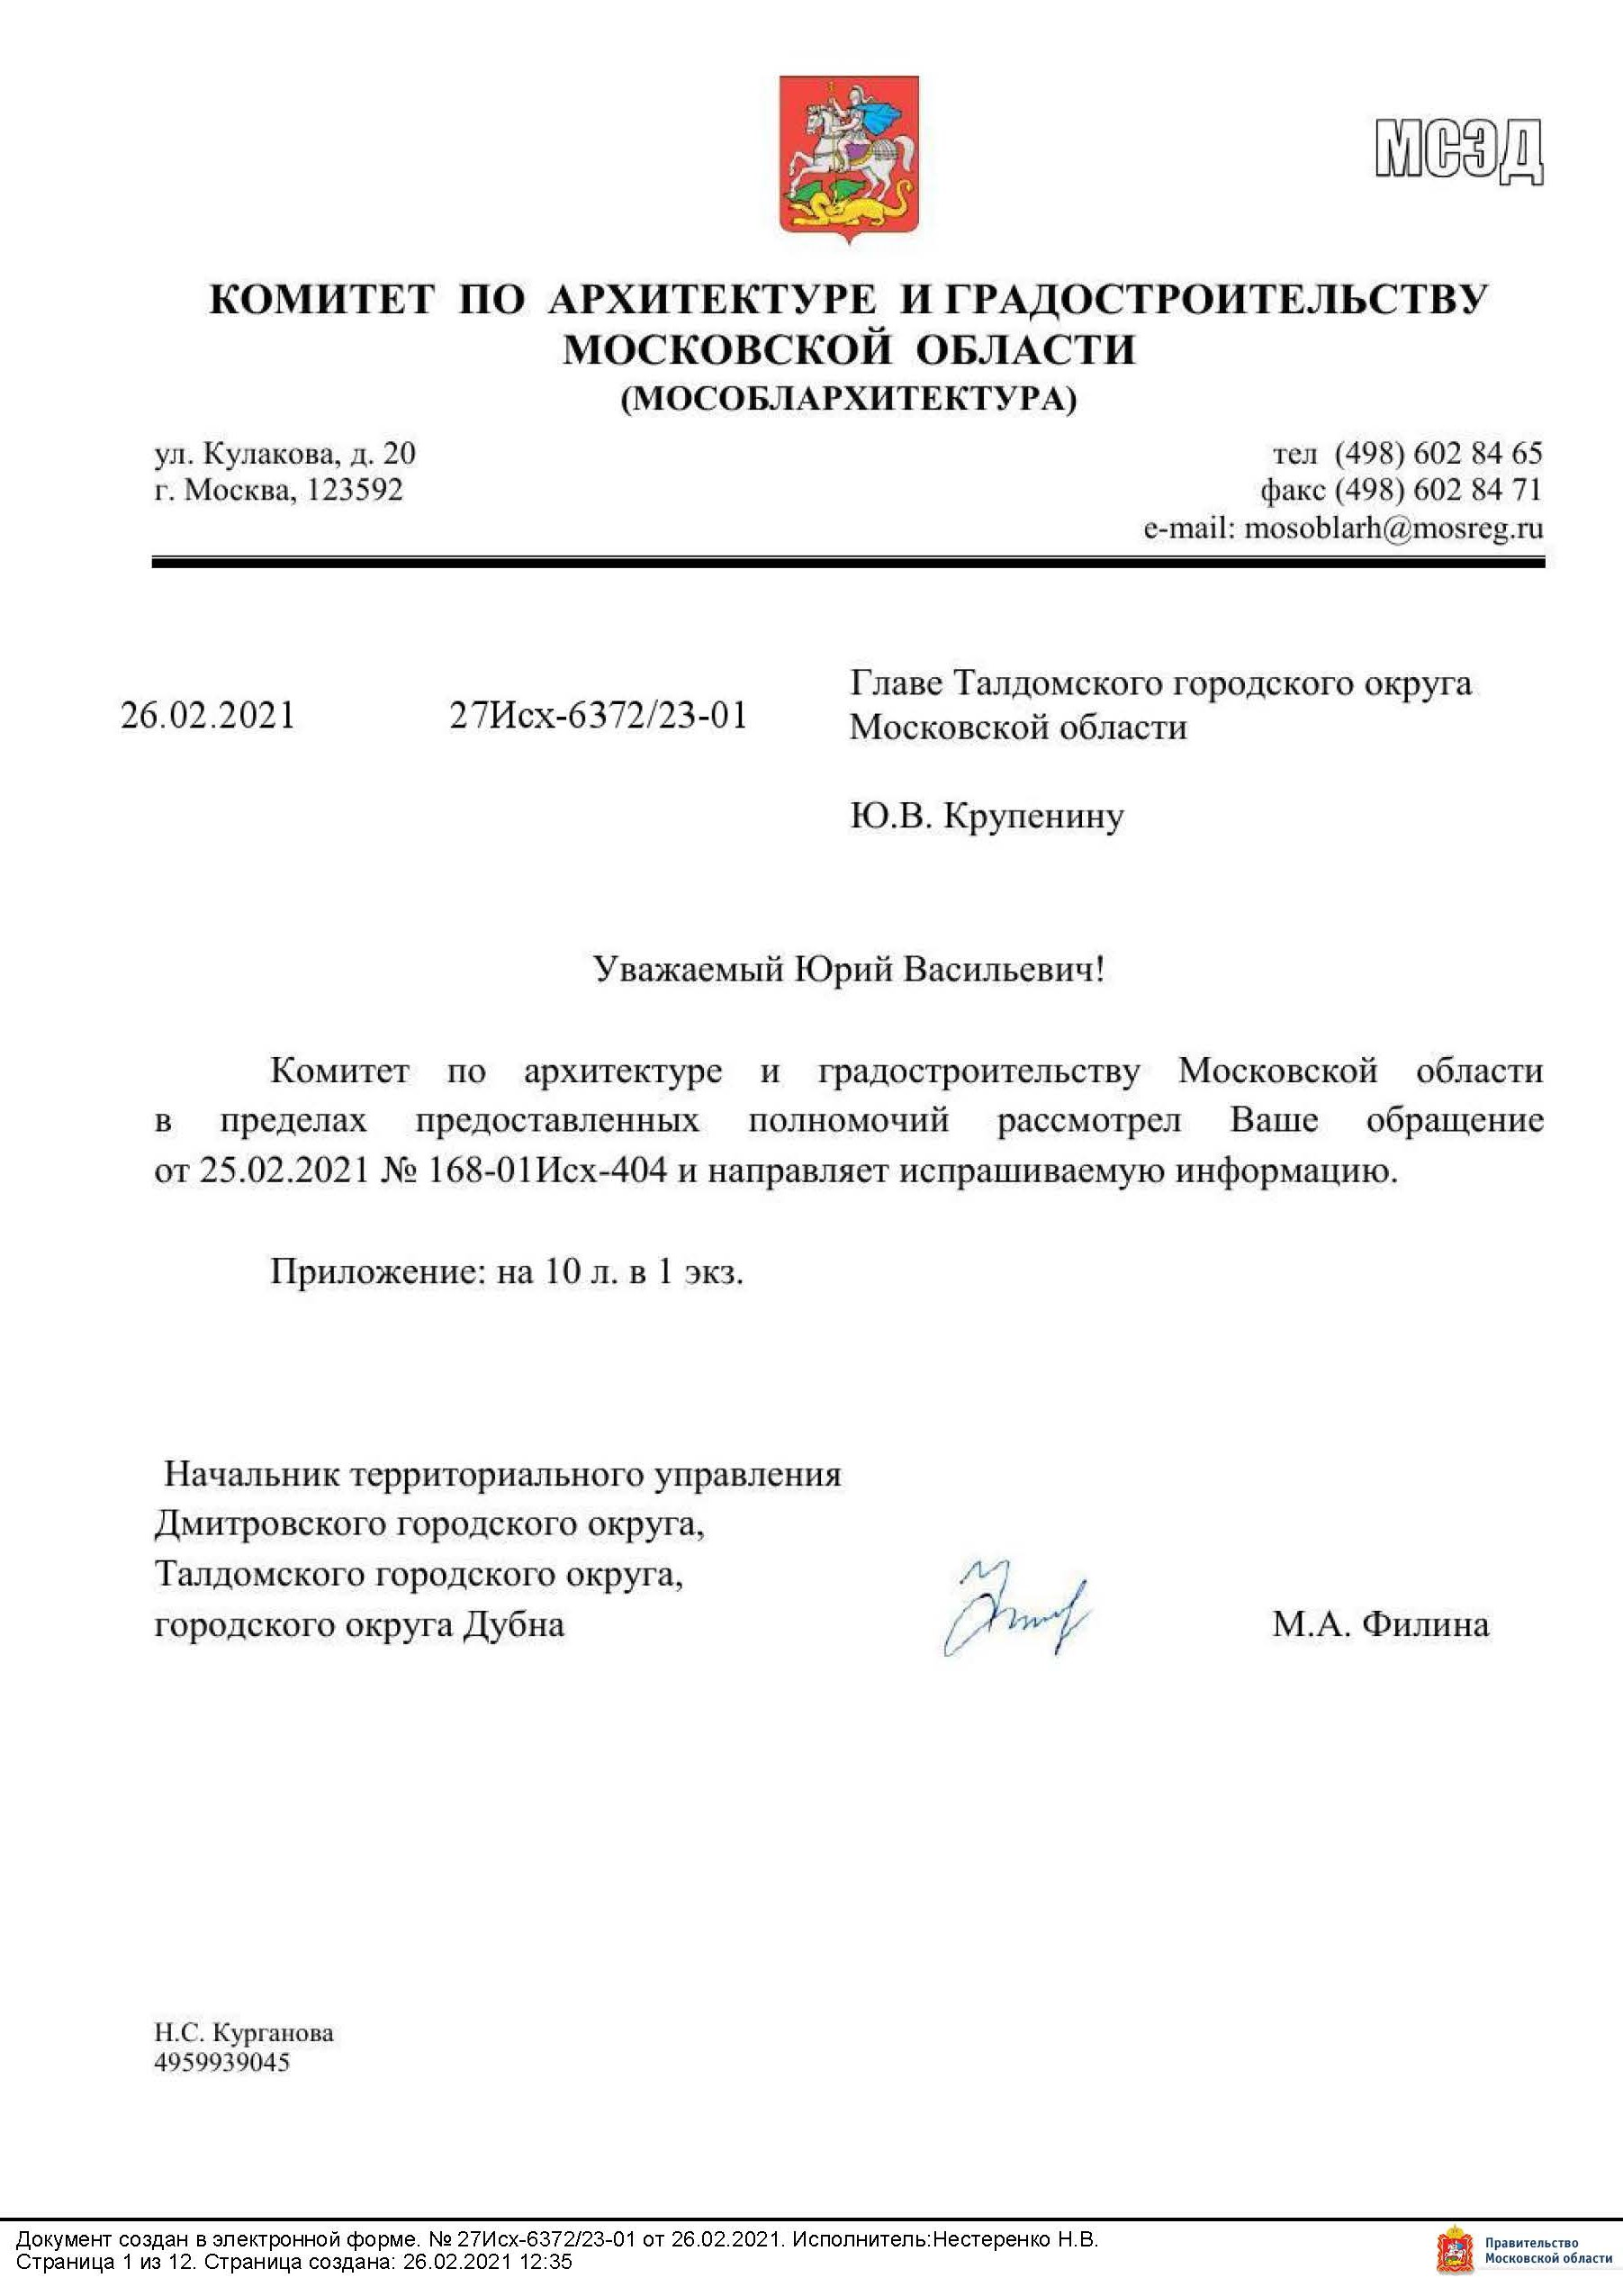 МСЭД
КОМИТЕТ ПО АРХИТЕКТУРЕ И ГРАДОСТРОИТЕЛЬСТВУ
МОСКОВСКОЙ ОБЛАСТИ
(МОСОБЛАРХИТЕКТУРА)
ул. Кулакова, д. 20
г. Москва, 123592
тел (498) 602 84 65
факс (498) 602 84 71
e-mail: mosoblarh@mosreg.ru
26.02.2021 27Исх-6372/23-01
Главе Талдомского городского округа
Московской области
Ю.В. Крупенину
Уважаемый Юрий Васильевич!
Комитет по архитектуре и градостроительству Московской области
в пределах предоставленных полномочий рассмотрел Ваше обращение
от 25.02.2021 № 168-01Исх-404 и направляет испрашиваемую информацию.
Приложение: на 10 л. в 1 экз.
Начальник территориального управления
Дмитровского городского округа,
Талдомского городского округа,
городского округа Дубна М.А. Филина
Н.С. Курганова
4959939045
Документ создан в электронной форме. № 27Исх-6372/23-01 от 26.02.2021. Исполнитель:Нестеренко Н.В.
Страница 1 из 12. Страница создана: 26.02.2021 12:35
Правительство
Московской области